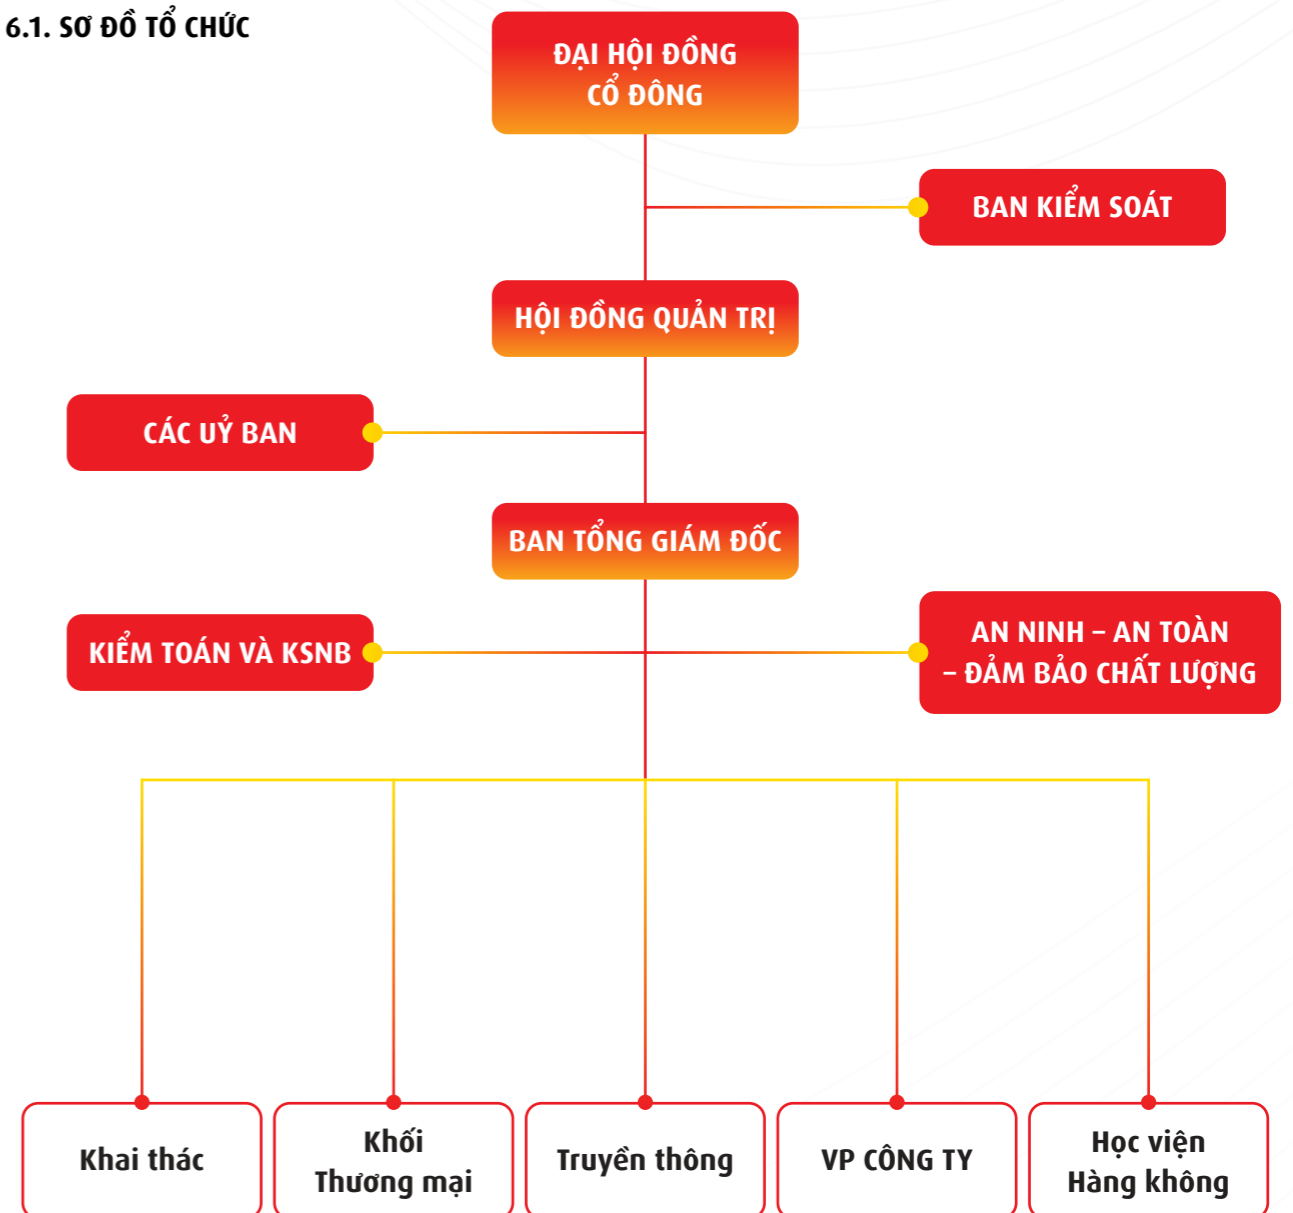 6.1. SƠ ĐỒ TỔ CHỨC
ĐẠI HỘI ĐỒNG
CỔ ĐÔNG
BAN KIỂM SOÁT
HỘI ĐỒNG QUẢN TRỊ
CÁC UỶ BAN
BAN TỔNG GIÁM ĐỐC
KIỂM TOÁN VÀ KSNB
AN NINH – AN TOÀN
– ĐẢM BẢO CHẤT LƯỢNG
Khai thác
Khối
Thương mại
Truyền thông
VP CÔNG TY
Học viện
Hàng không